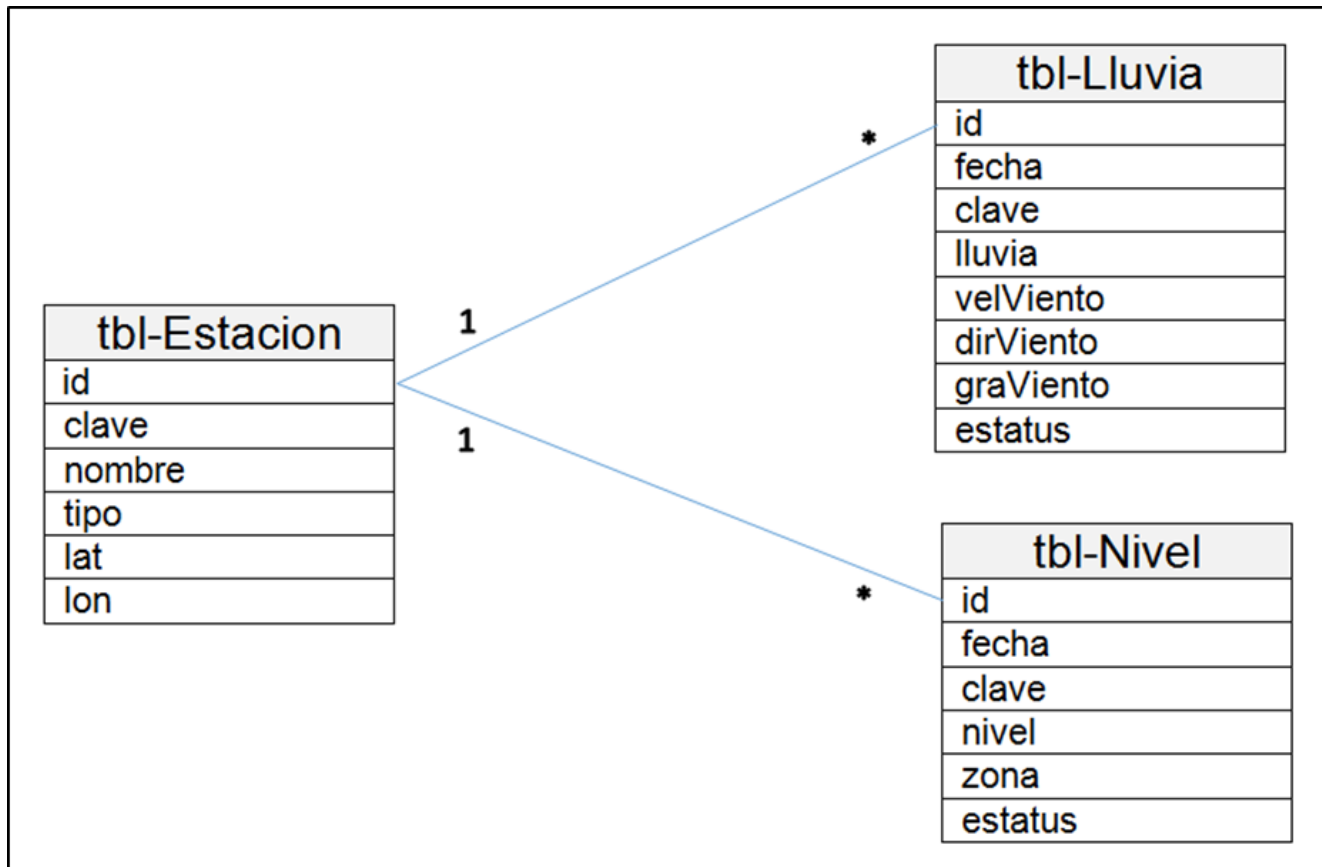 tbl-Estacion
id
clave
nombre
tipo
lat
lon
1
1
*
*
tbl-Lluvia
id
fecha
clave
lluvia
velViento
dirViento
graViento
estatus
tbl-Nivel
id
fecha
clave
nivel
zona
estatus